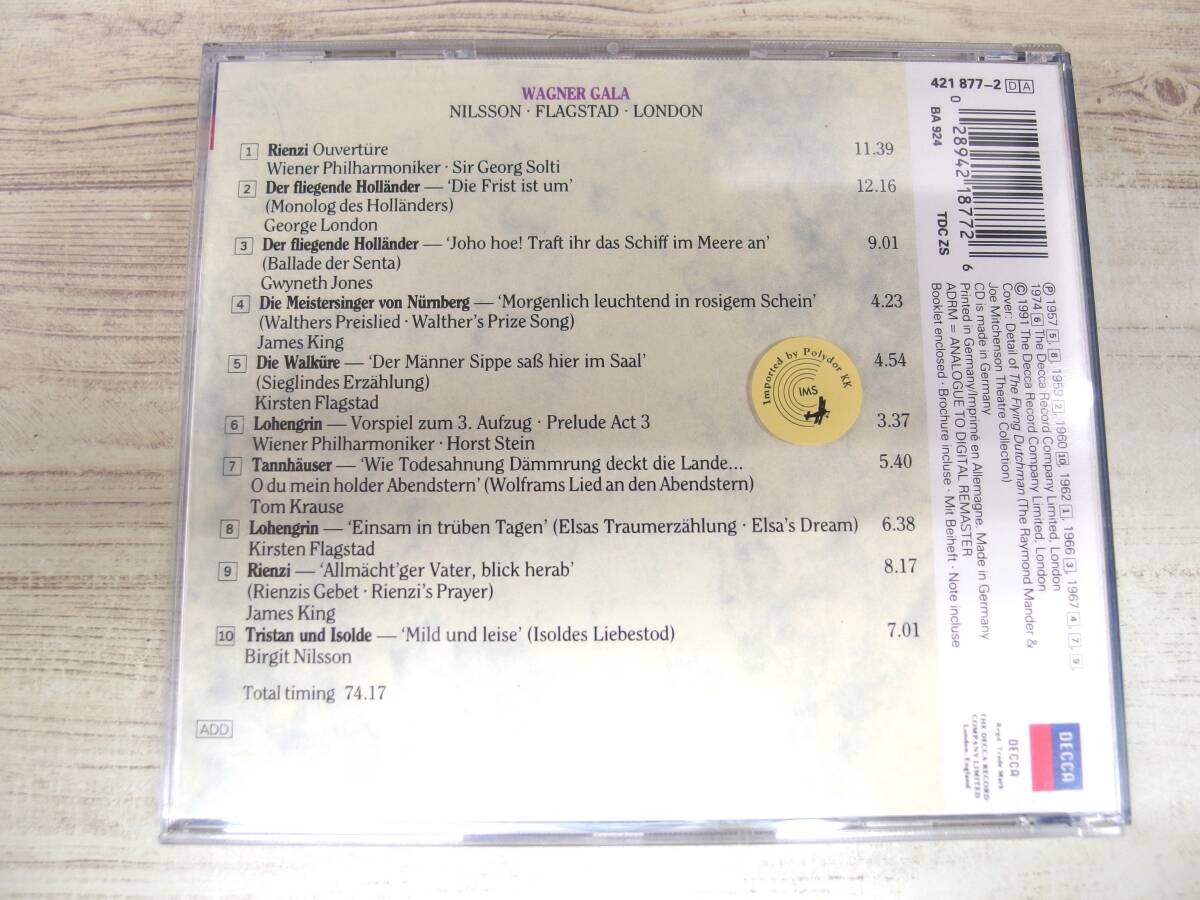 WAGNER GALA
NILSSON · FLAGSTAD · LONDON
1 Rienzi Ouvertüre 11.39
Wiener Philharmoniker · Sir Georg Solti
2 Der fliegende Holländer — ‘Die Frist ist um’ 12.16
(Monolog des Holländers)
George London
3 Der fliegende Holländer — ‘Joho hoe! Traft ihr das Schiff im Meere an’ 9.01
(Ballade der Senta)
Gwyneth Jones
4 Die Meistersinger von Nürnberg — ‘Morgenlich leuchtend in rosigem Schein’ 4.23
(Walthers Preislied · Walther's Prize Song)
James King
5 Die Walküre — ‘Der Männer Sippe saß hier im Saal’ 4.54
(Sieglindes Erzählung)
Kirsten Flagstad
6 Lohengrin — Vorspiel zum 3. Aufzug · Prelude Act 3 3.37
Wiener Philharmoniker · Horst Stein
7 Tannhäuser — ‘Wie Todesahnung Dämmrung deckt die Lande... 5.40
O du mein holder Abendstern’ (Wolframs Lied an den Abendstern)
Tom Krause
8 Lohengrin — ‘Einsam in trüben Tagen’ (Elsas Traumerzählung · Elsa's Dream) 6.38
Kirsten Flagstad
9 Rienzi — ‘Allmächt'ger Vater, blick herab’ 8.17
(Rienzis Gebet · Rienzi's Prayer)
James King
10 Tristan und Isolde — ‘Mild und leise’ (Isoldes Liebestod) 7.01
Birgit Nilsson
Total timing 74.17
ADD
Imported by Polydor KK
IMS
421 877-2 DA
BA 924
TDC ZS
0 28942 18772 6
Ⓟ 1957 5, 8, 1959 2, 1960 10, 1962 1, 1966 3, 1967 4, 7, 9,
1974 6 The Decca Record Company Limited, London
© 1991 The Decca Record Company Limited, London
Cover: Detail of The Flying Dutchman (The Raymond Mander &
Joe Mitchenson Theatre Collection)
CD is made in Germany
Printed in Germany/Imprimé en Allemagne. Made in Germany
ADRM = ANALOGUE TO DIGITAL REMASTER
Booklet enclosed · Brochure incluse · Mit Beiheft · Note incluse
DECCA
DECCA
Regd. Trade Mark
THE DECCA RECORD
COMPANY LIMITED
London, England